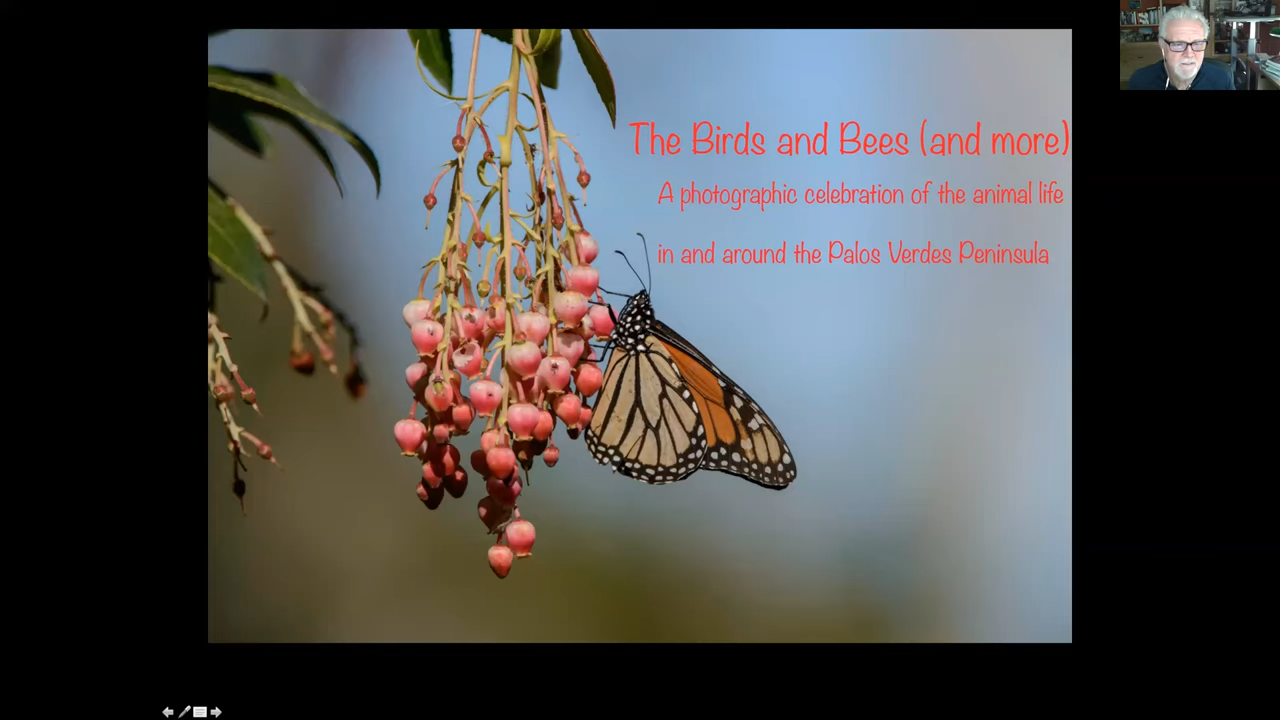 The Birds and Bees (and more)
A photographic celebration of the animal life
in and around the Palos Verdes Peninsula